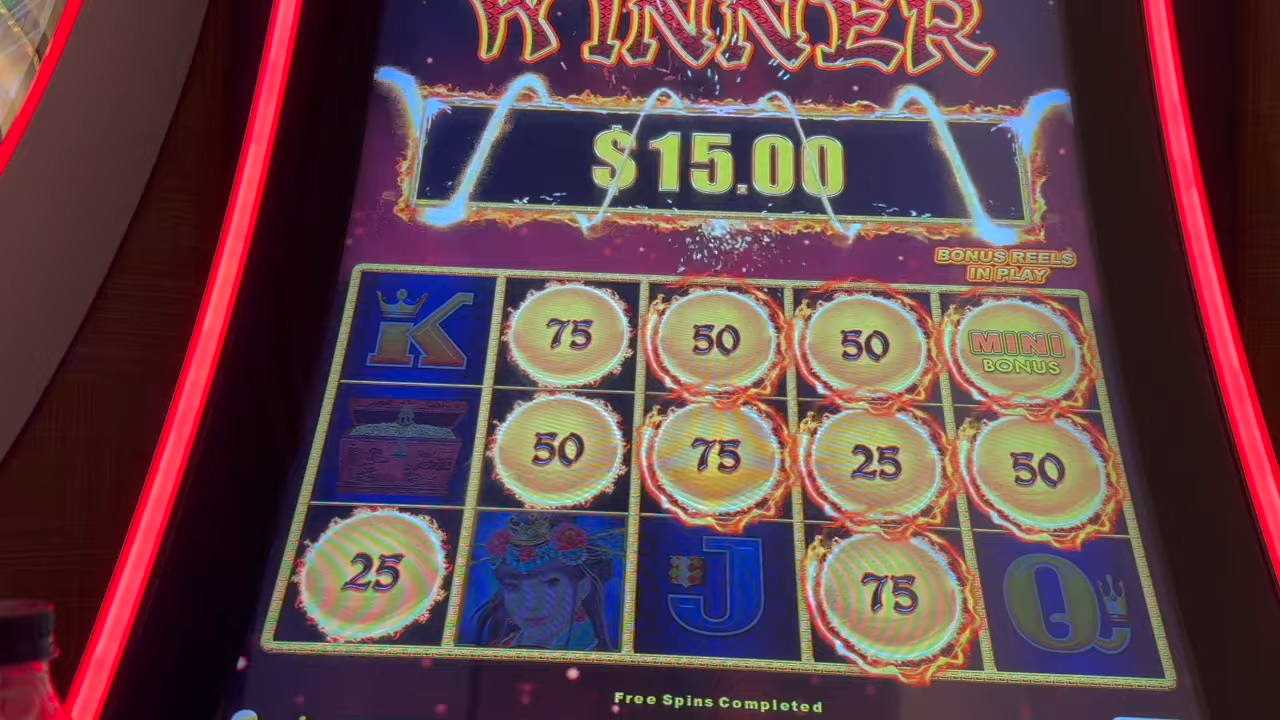 WINNER
$15.00
BONUS REELS
IN PLAY
K 75 50 50 MINI
BONUS
50 75 25 50
25 J 75 Q
Free Spins Completed